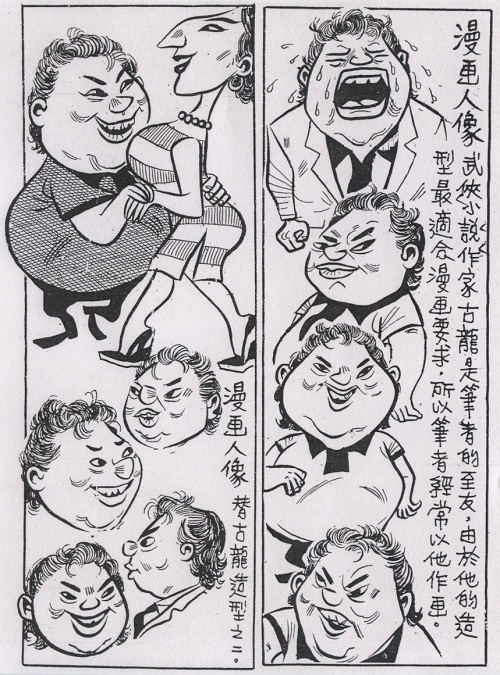 漫画人像 武俠小說作家古龍是筆者的至友，由於他的造
型最適合漫画要求，所以筆者經常以他作画。
漫画人像 替古龍造型之二。